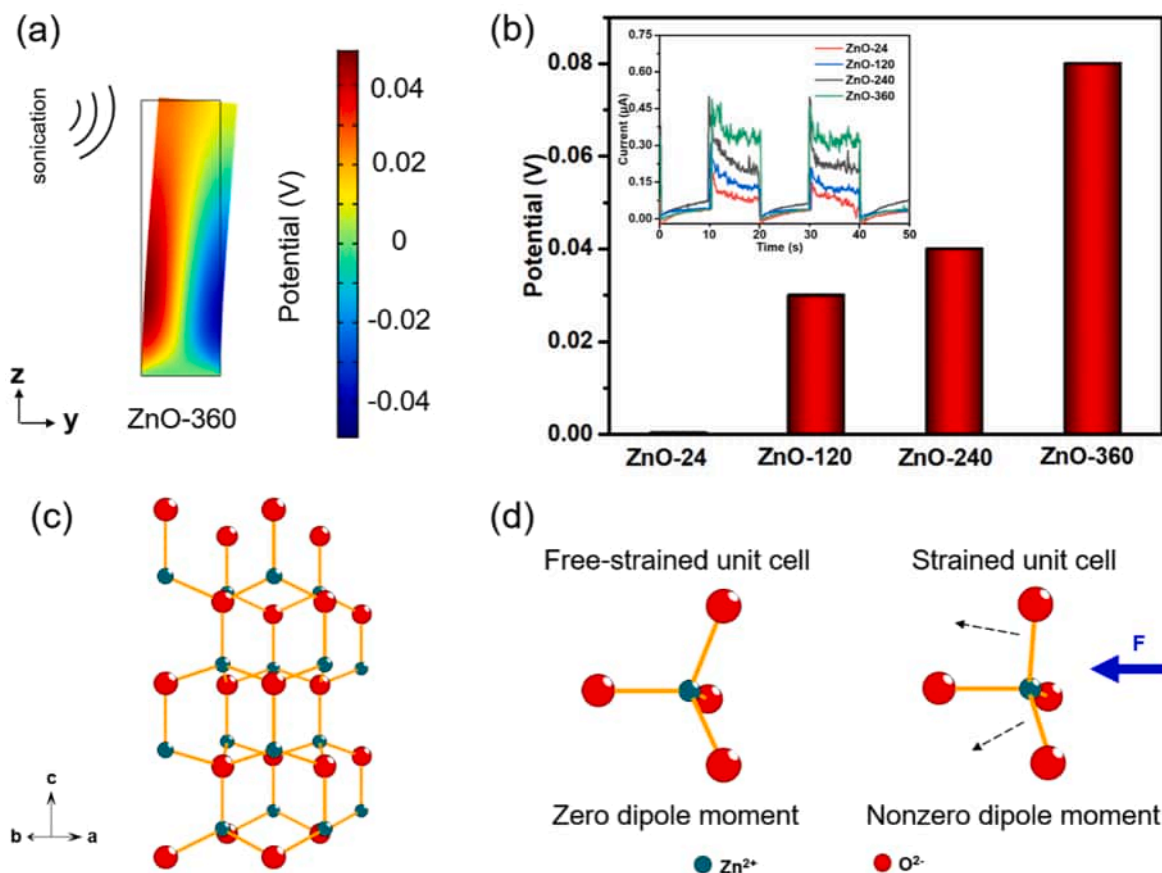 (a)
sonication
z
y
ZnO-360
Potential (V)
0.04
0.02
0
-0.02
-0.04
(b)
Potential (V)
0.08
0.06
0.04
0.02
0.00
ZnO-24
ZnO-120
ZnO-240
ZnO-360
Current (μA)
0.75
0.60
0.45
0.30
0.15
0.00
0
10
20
30
40
50
Time (s)
ZnO-24
ZnO-120
ZnO-240
ZnO-360
(c)
c
b
a
(d)
Free-strained unit cell
Strained unit cell
F
Zero dipole moment
Nonzero dipole moment
Zn²⁺
O²⁻